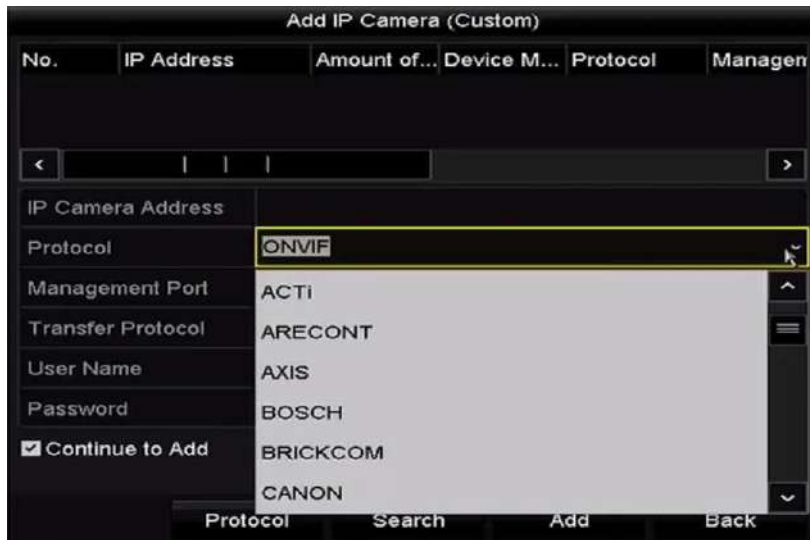 Add IP Camera (Custom)
No. IP Address Amount of... Device M... Protocol Managem
IP Camera Address
Protocol ONVIF
Management Port ACTi
Transfer Protocol ARECONT
User Name AXIS
Password BOSCH
Continue to Add BRICKCOM
CANON
Protocol Search Add Back